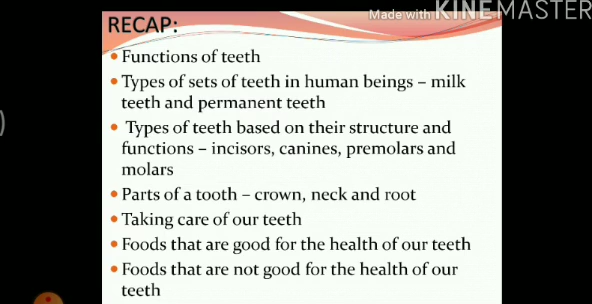 Made with KINEMASTER
RECAP:
• Functions of teeth
• Types of sets of teeth in human beings – milk
teeth and permanent teeth
• Types of teeth based on their structure and
functions – incisors, canines, premolars and
molars
• Parts of a tooth – crown, neck and root
• Taking care of our teeth
• Foods that are good for the health of our teeth
• Foods that are not good for the health of our
teeth